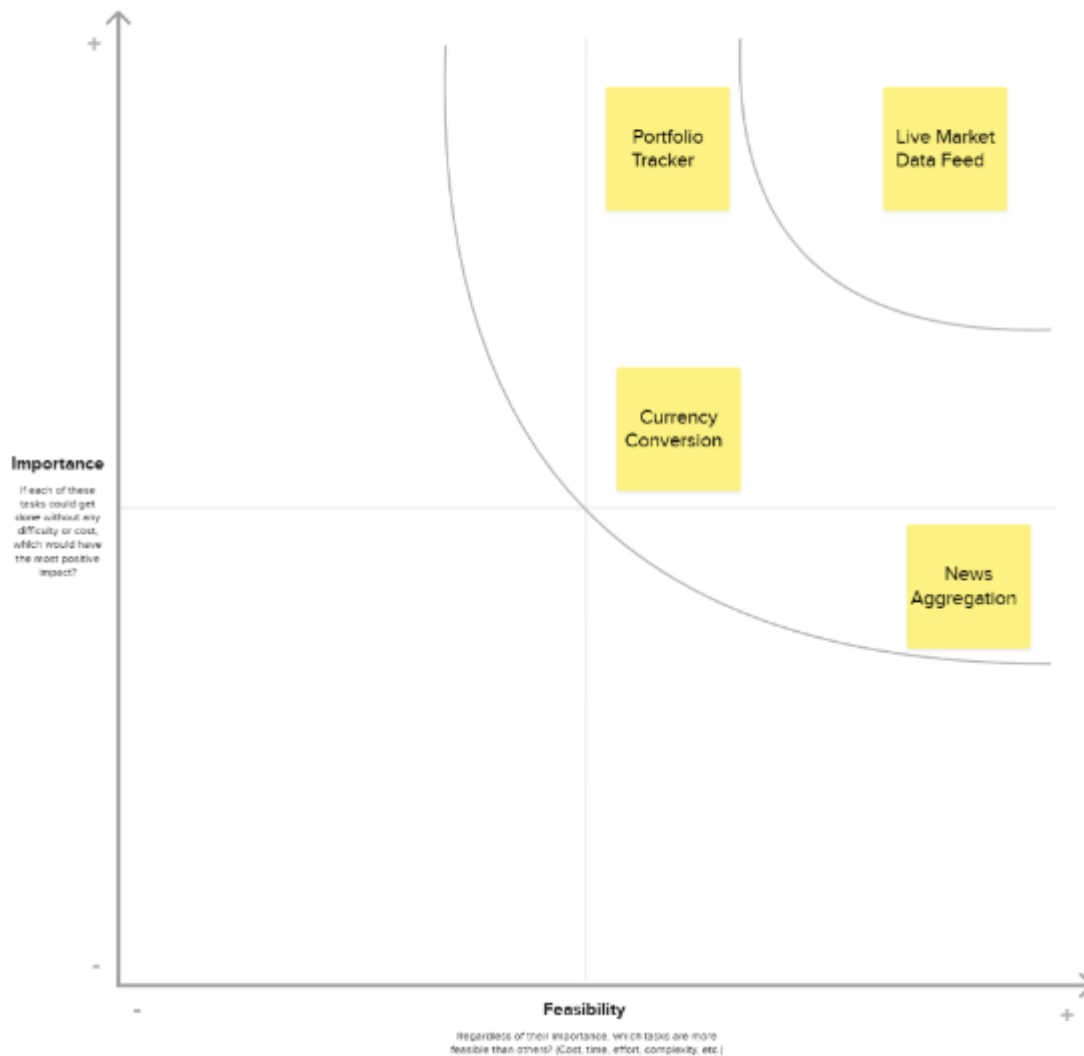 +
Portfolio
Tracker
Live Market
Data Feed
Currency
Conversion
Importance
If each of these
tasks could get
done without any
difficulty or cost,
which would have
the most positive
impact?
News
Aggregation
-
-
Feasibility
+
Regardless of their importance, which tasks are more
feasible than others? (Cost, time, effort, complexity, etc.)